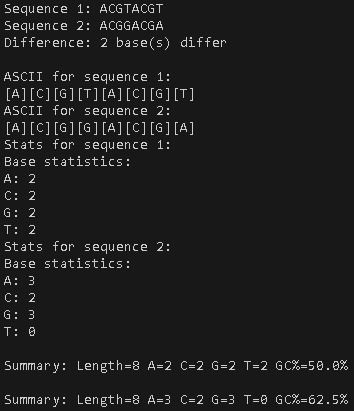 Sequence 1: ACGTACGT
Sequence 2: ACGGACGA
Difference: 2 base(s) differ
ASCII for sequence 1:
[A][C][G][T][A][C][G][T]
ASCII for sequence 2:
[A][C][G][G][A][C][G][A]
Stats for sequence 1:
Base statistics:
A: 2
C: 2
G: 2
T: 2
Stats for sequence 2:
Base statistics:
A: 3
C: 2
G: 3
T: 0
Summary: Length=8 A=2 C=2 G=2 T=2 GC%=50.0%
Summary: Length=8 A=3 C=2 G=3 T=0 GC%=62.5%